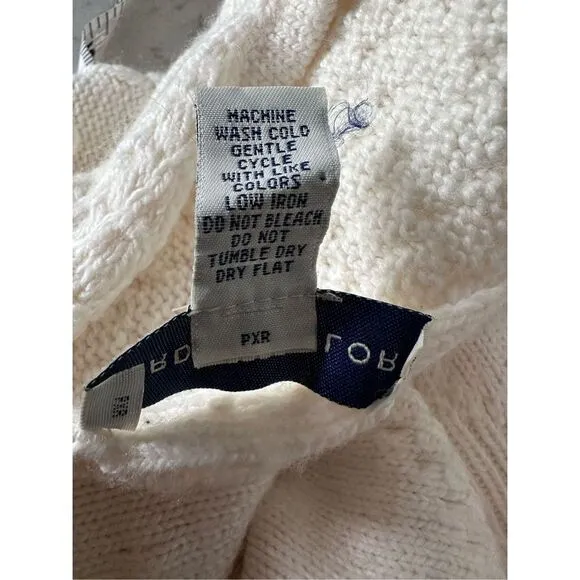 MACHINE
WASH COLD
GENTLE
CYCLE
WITH LIKE
COLORS
LOW IRON
DO NOT BLEACH
DO NOT
TUMBLE DRY
DRY FLAT
PXR